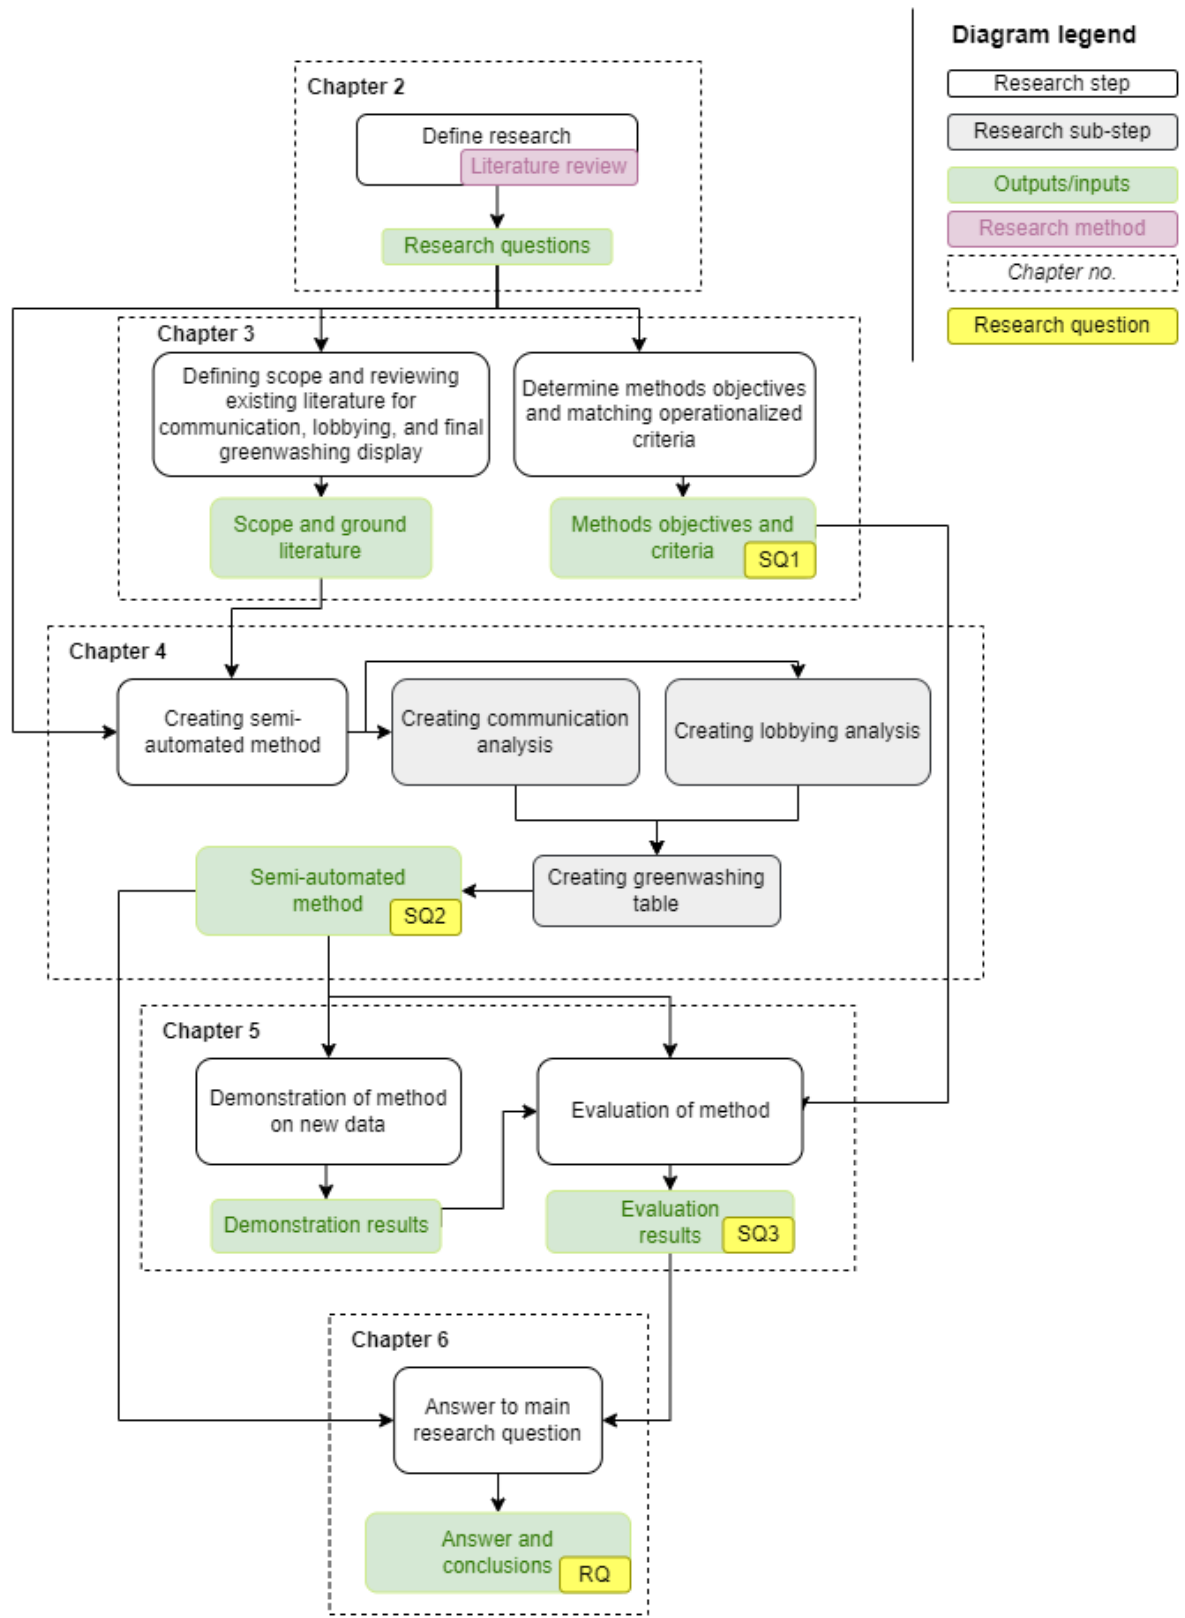 Diagram legend
Research step
Research sub-step
Outputs/inputs
Research method
Chapter no.
Research question
Chapter 2
Define research
Literature review
Research questions
Chapter 3
Defining scope and reviewing
existing literature for
communication, lobbying, and final
greenwashing display
Determine methods objectives
and matching operationalized
criteria
Scope and ground
literature
Methods objectives and
criteria
SQ1
Chapter 4
Creating semi-
automated method
Creating communication
analysis
Creating lobbying analysis
Semi-automated
method
SQ2
Creating greenwashing
table
Chapter 5
Demonstration of method
on new data
Evaluation of method
Demonstration results
Evaluation
results
SQ3
Chapter 6
Answer to main
research question
Answer and
conclusions
RQ